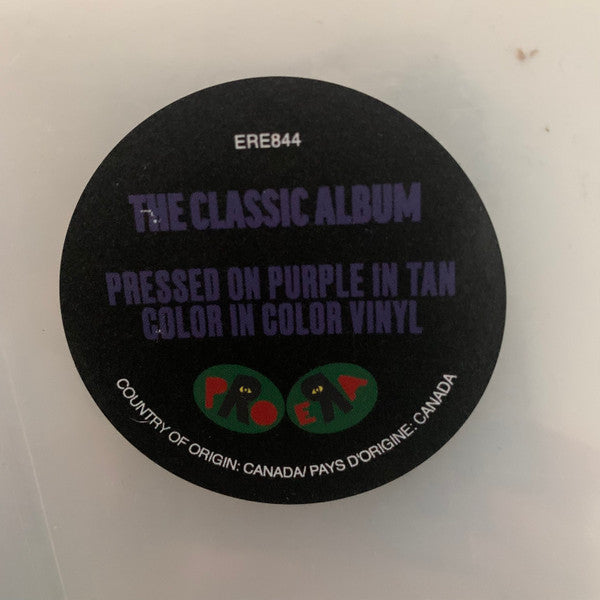 ERE844
THE CLASSIC ALBUM
PRESSED ON PURPLE IN TAN
COLOR IN COLOR VINYL
PRO ERA
COUNTRY OF ORIGIN: CANADA/ PAYS D'ORIGINE: CANADA